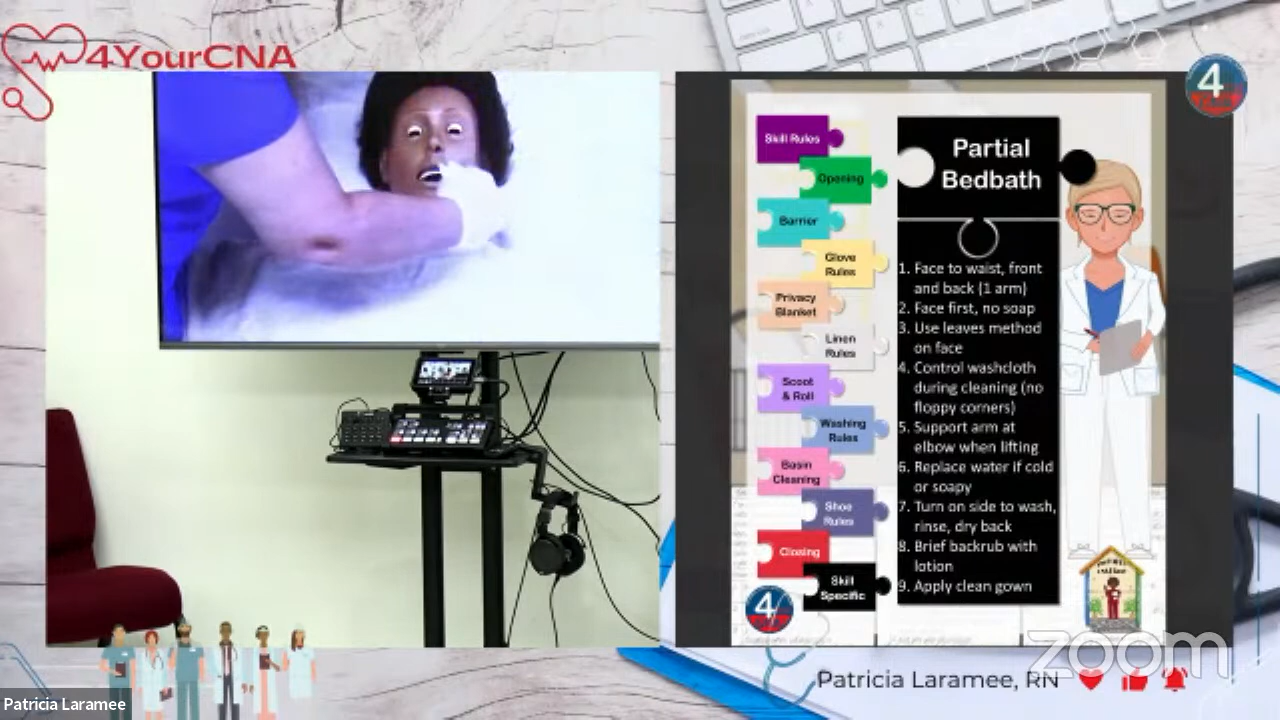 4YourCNA
4
Skill Rules
Opening
Barrier
Glove
Rules
Privacy
Blanket
Linen
Rules
Scoot
& Roll
Washing
Rules
Basin
Cleaning
Shoe
Rules
Closing
Skill
Specific
4
Partial
Bedbath
1. Face to waist, front
and back (1 arm)
2. Face first, no soap
3. Use leaves method
on face
4. Control washcloth
during cleaning (no
floppy corners)
5. Support arm at
elbow when lifting
6. Replace water if cold
or soapy
7. Turn on side to wash,
rinse, dry back
8. Brief backrub with
lotion
9. Apply clean gown
zoom
Patricia Laramee, RN
Patricia Laramee